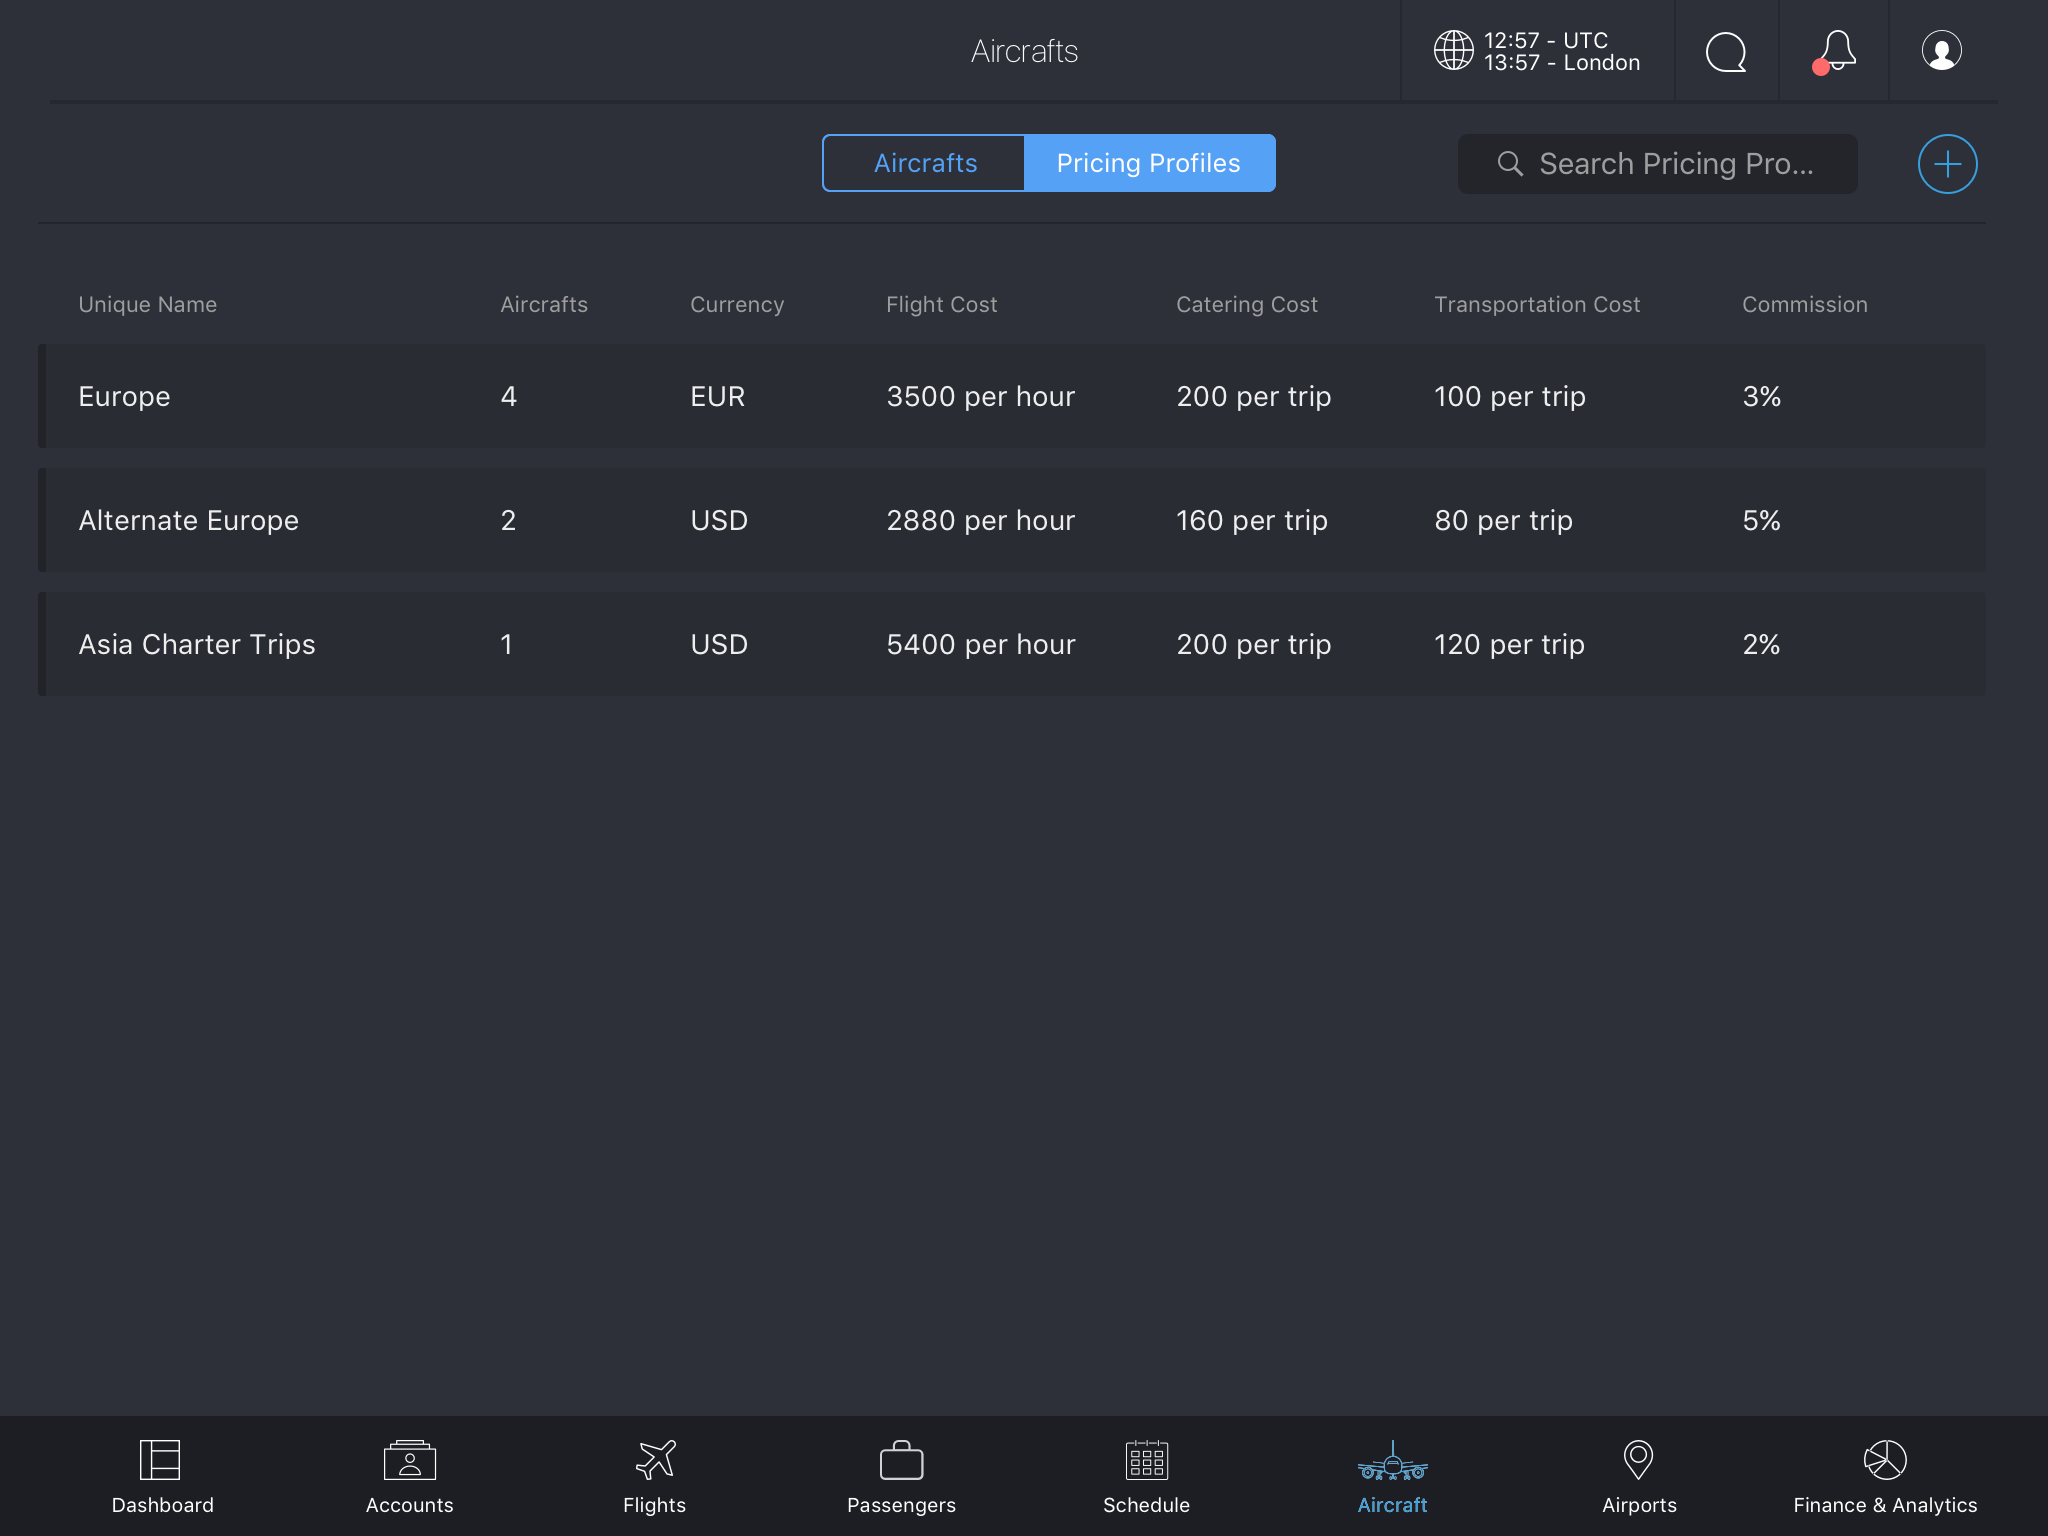 Aircrafts
12:57 - UTC
13:57 - London
Aircrafts
Pricing Profiles
Search Pricing Pro...
Unique Name Aircrafts Currency Flight Cost Catering Cost Transportation Cost Commission
Europe 4 EUR 3500 per hour 200 per trip 100 per trip 3%
Alternate Europe 2 USD 2880 per hour 160 per trip 80 per trip 5%
Asia Charter Trips 1 USD 5400 per hour 200 per trip 120 per trip 2%
Dashboard Accounts Flights Passengers Schedule Aircraft Airports Finance & Analytics